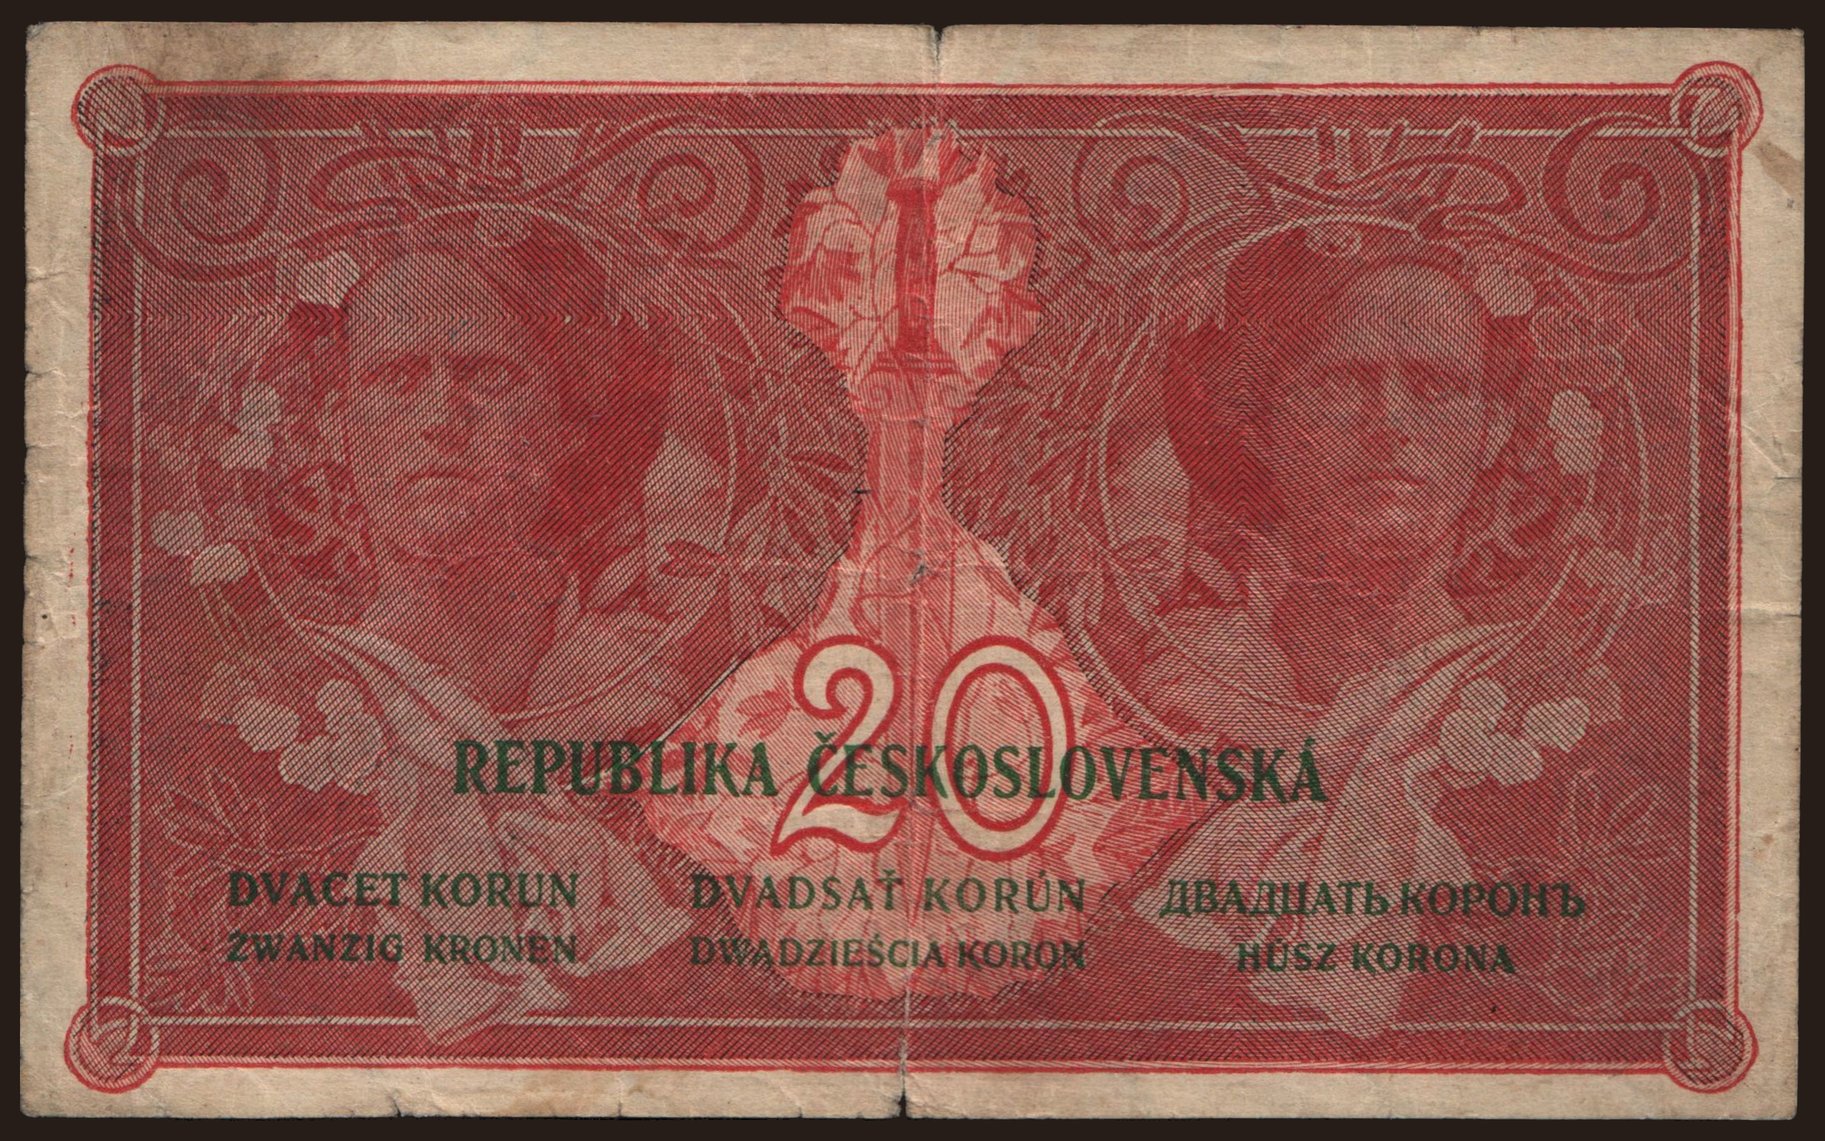 20
REPUBLIKA ČESKOSLOVENSKÁ
DVACET KORUN DVADSAŤ KORÚN ДВАДЦАТЬ КОРОНЪ
ZWANZIG KRONEN DWADZIEŚCIA KORON HÚSZ KORONA